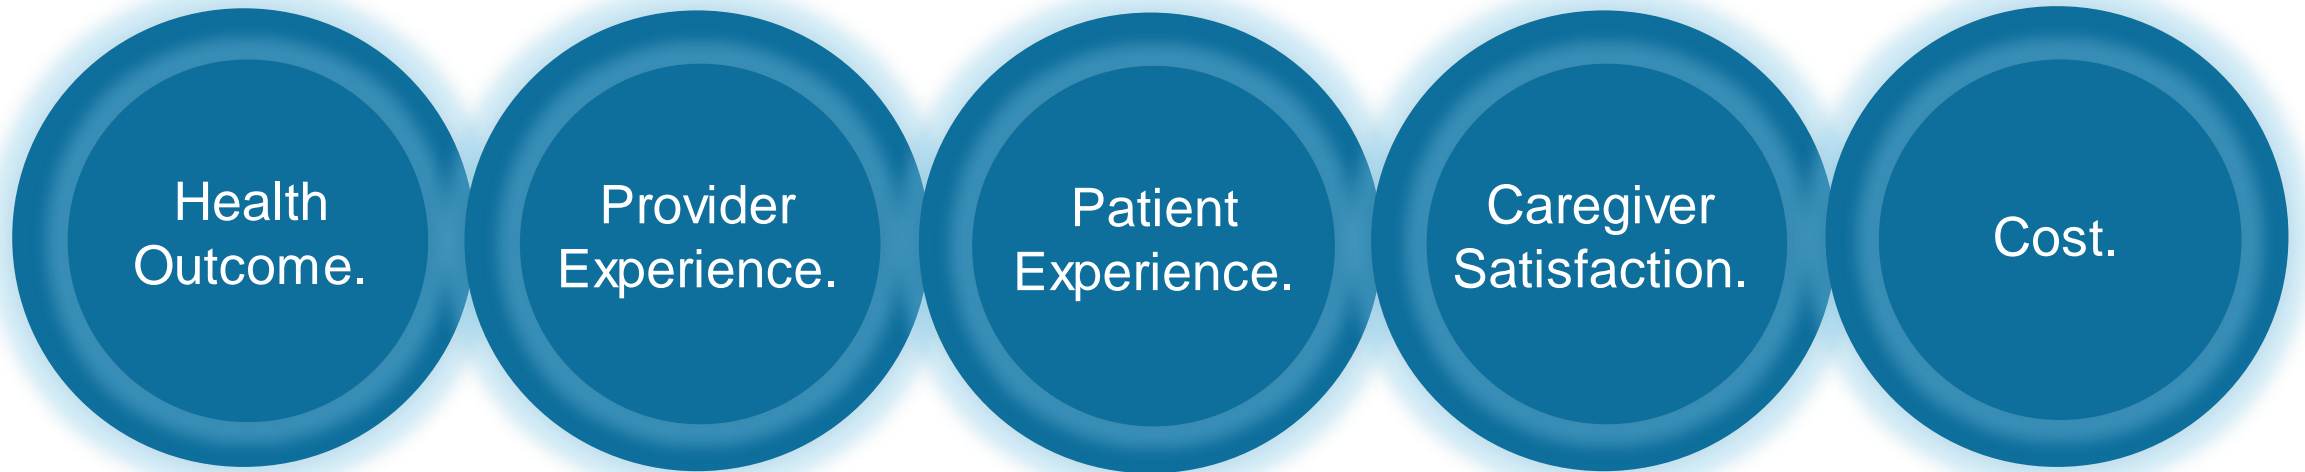 Health
Outcome.
Provider
Experience.
Patient
Experience.
Caregiver
Satisfaction.
Cost.